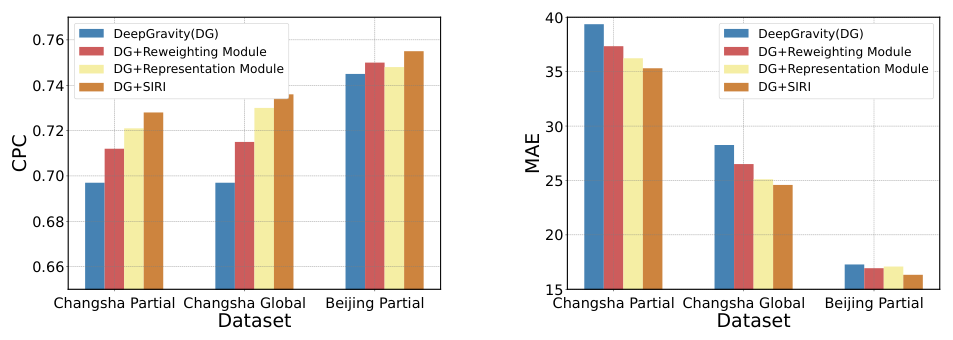 0.76
0.74
0.72
0.70
0.68
0.66
CPC
DeepGravity(DG)
DG+Reweighting Module
DG+Representation Module
DG+SIRI
Changsha Partial Changsha Global Beijing Partial
Dataset
40
35
30
25
20
15
MAE
DeepGravity(DG)
DG+Reweighting Module
DG+Representation Module
DG+SIRI
Changsha Partial Changsha Global Beijing Partial
Dataset